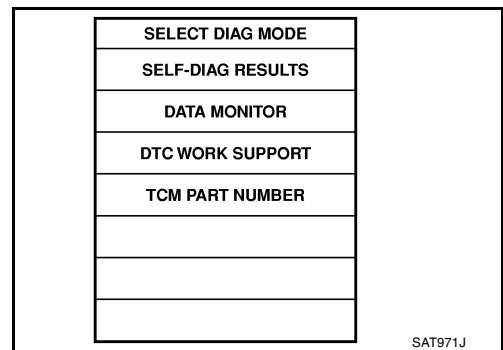 SELECT DIAG MODE
SELF-DIAG RESULTS
DATA MONITOR
DTC WORK SUPPORT
TCM PART NUMBER
SAT971J